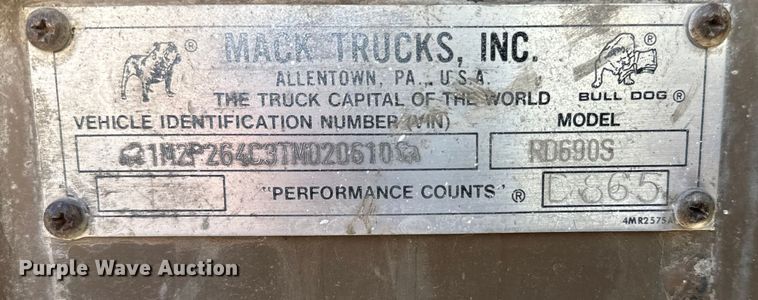 MACK TRUCKS, INC.
ALLENTOWN, PA. U.S.A.
THE TRUCK CAPITAL OF THE WORLD
BULL DOG ®
VEHICLE IDENTIFICATION NUMBER (VIN) MODEL
1M2P264C3TM020610 RD690S
"PERFORMANCE COUNTS" ® D865
4MR2575A
Purple Wave Auction